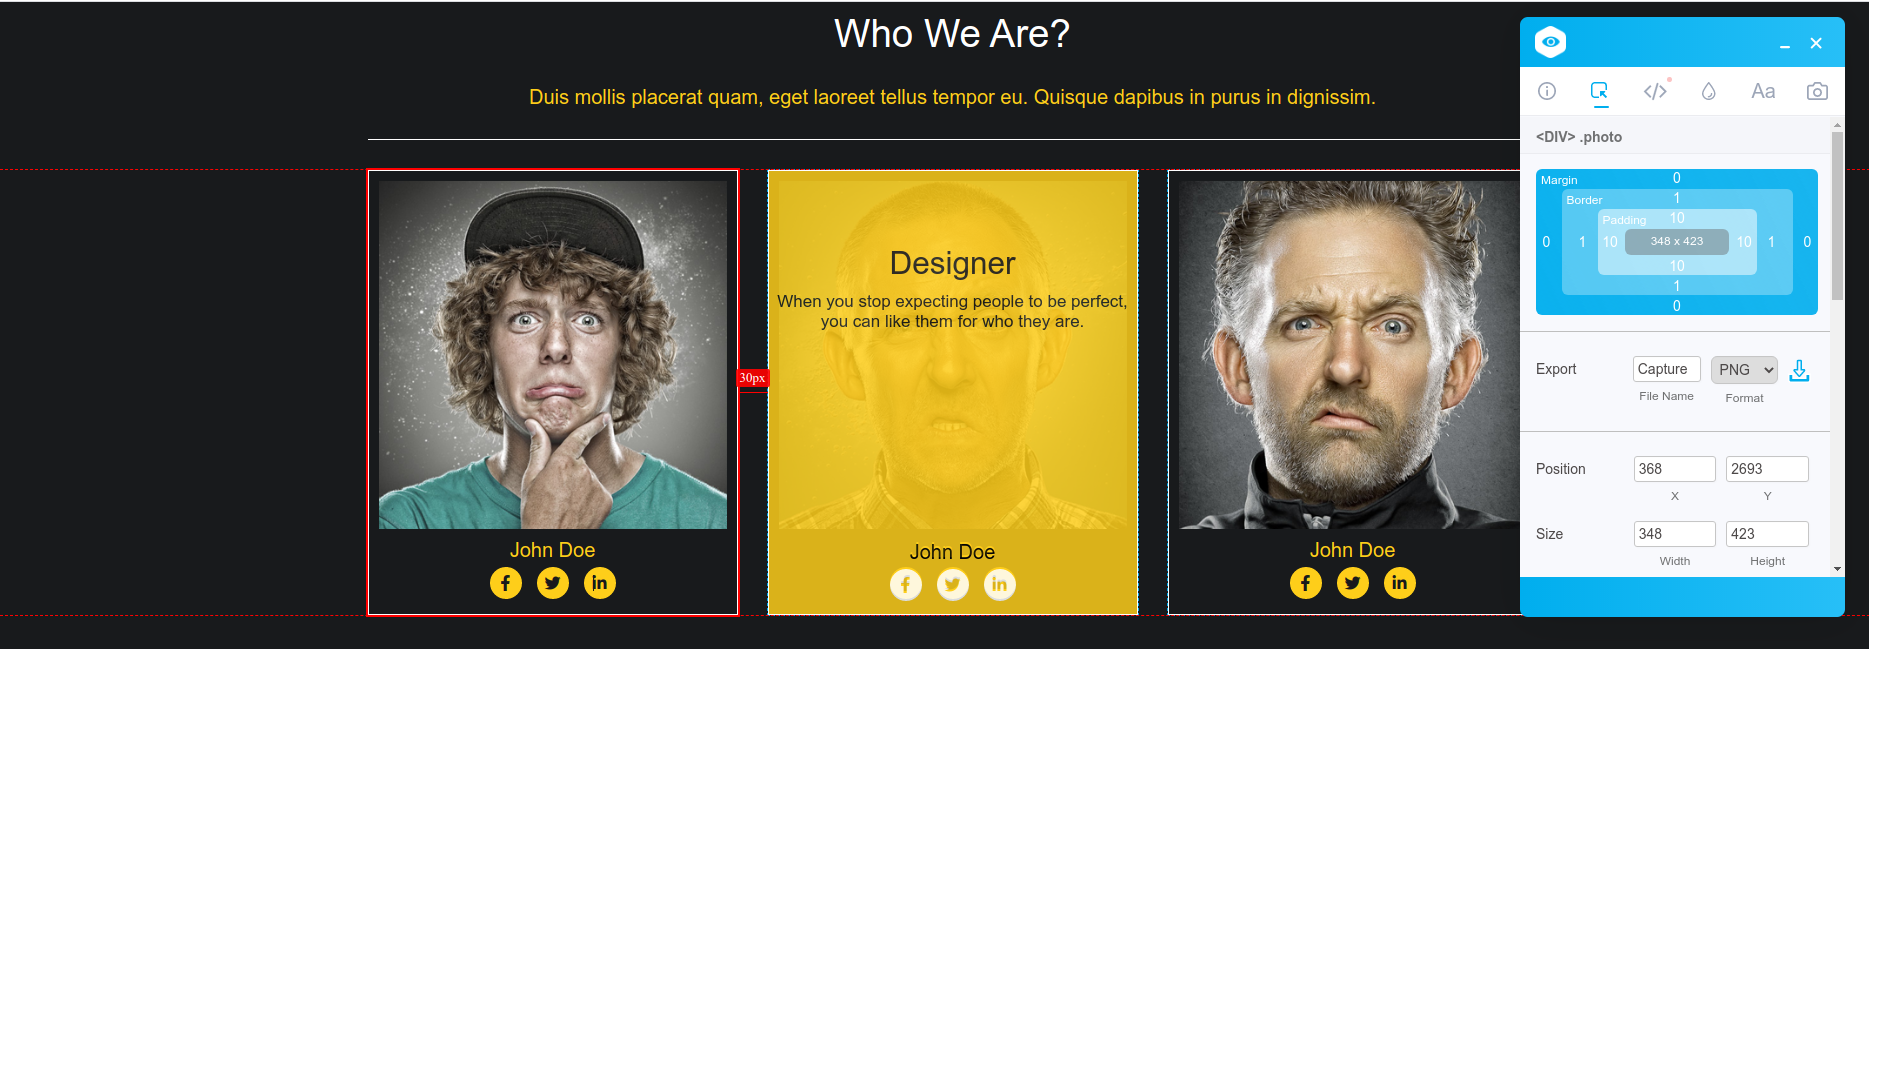 Who We Are?
Duis mollis placerat quam, eget laoreet tellus tempor eu. Quisque dapibus in purus in dignissim.
Designer
When you stop expecting people to be perfect,
you can like them for who they are.
30px
John Doe
John Doe
John Doe
</> Aa
<DIV> .photo
Margin 0
Border 1
Padding 10
0 1 10 348 x 423 10 1 0
10
1
0
Export Capture PNG
File Name Format
Position 368 2693
X Y
Size 348 423
Width Height